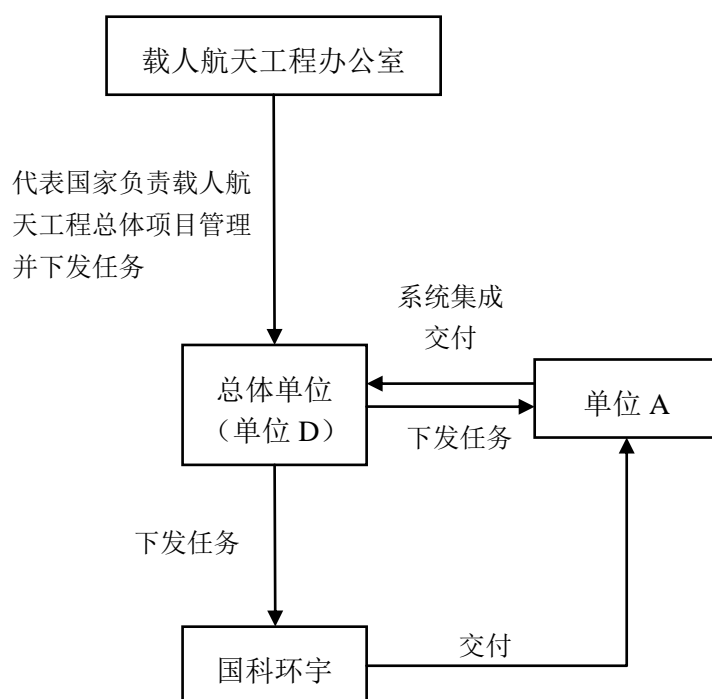 载人航天工程办公室
代表国家负责载人航
天工程总体项目管理
并下发任务
系统集成
交付
总体单位
（单位 D）
单位 A
下发任务
下发任务
国科环宇
交付